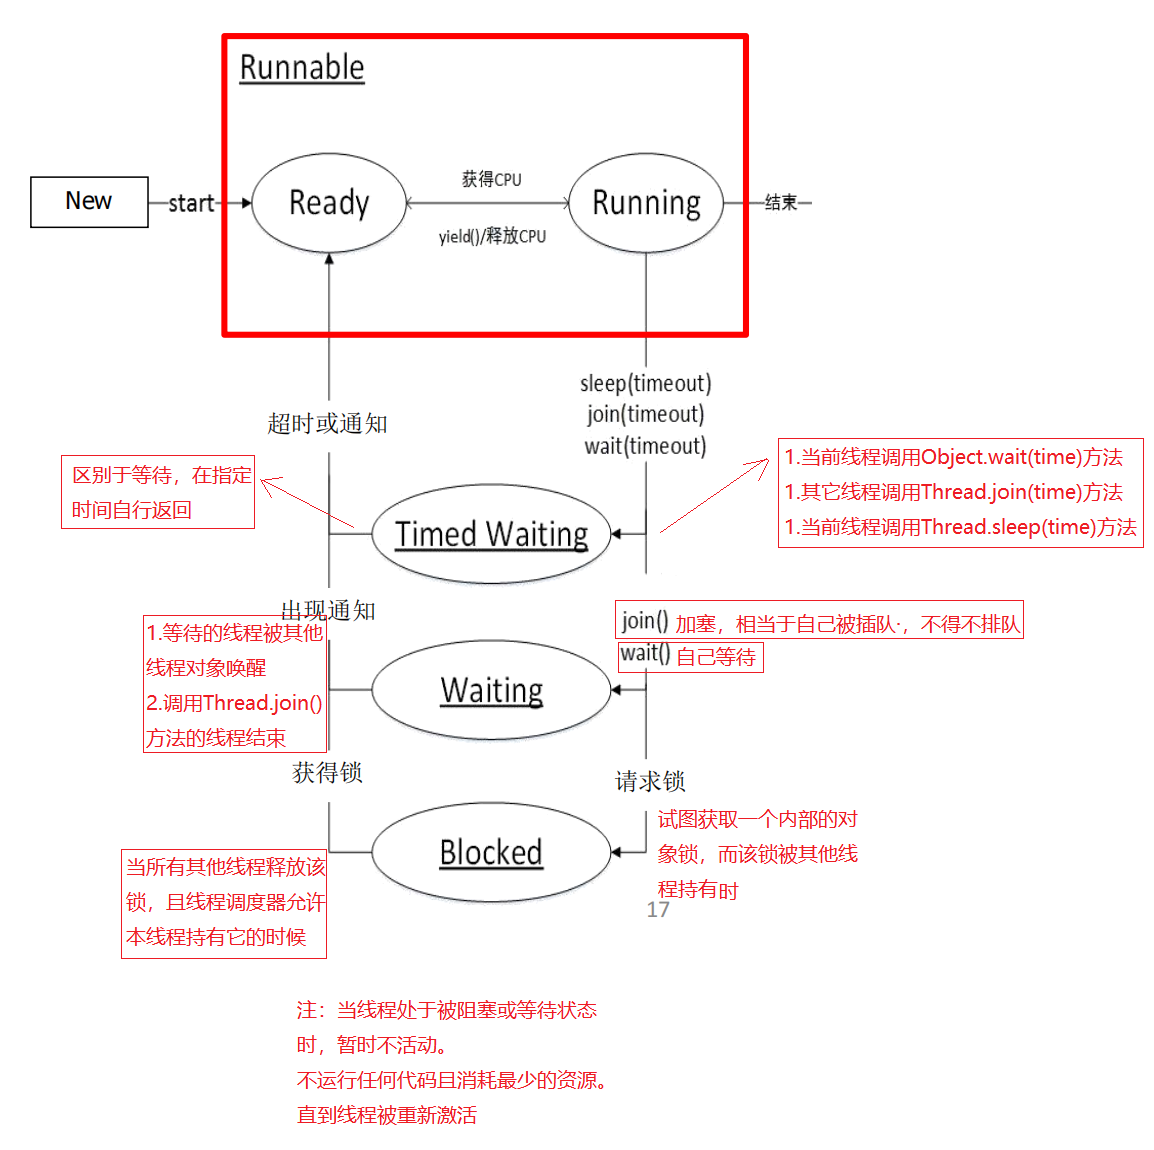 Runnable
New
start
Ready
获得CPU
yield()/释放CPU
Running
结束
sleep(timeout)
join(timeout)
wait(timeout)
超时或通知
区别于等待，在指定
时间自行返回
Timed Waiting
1.当前线程调用Object.wait(time)方法
1.其它线程调用Thread.join(time)方法
1.当前线程调用Thread.sleep(time)方法
出现通知
1.等待的线程被其他
线程对象唤醒
2.调用Thread.join()
方法的线程结束
join() 加塞，相当于自己被插队·，不得不排队
wait() 自己等待
Waiting
获得锁
请求锁
试图获取一个内部的对
象锁，而该锁被其他线
程持有时
Blocked
当所有其他线程释放该
锁，且线程调度器允许
本线程持有它的时候
17
注：当线程处于被阻塞或等待状态
时，暂时不活动。
不运行任何代码且消耗最少的资源。
直到线程被重新激活